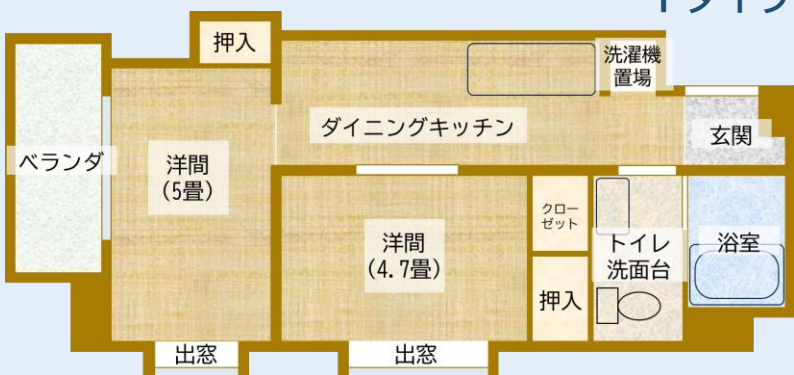 押入
洗濯機
置場
ダイニングキッチン
玄関
ベランダ
洋間
(5畳)
クロー
ゼット
洋間
(4.7畳)
トイレ
洗面台
浴室
押入
出窓
出窓